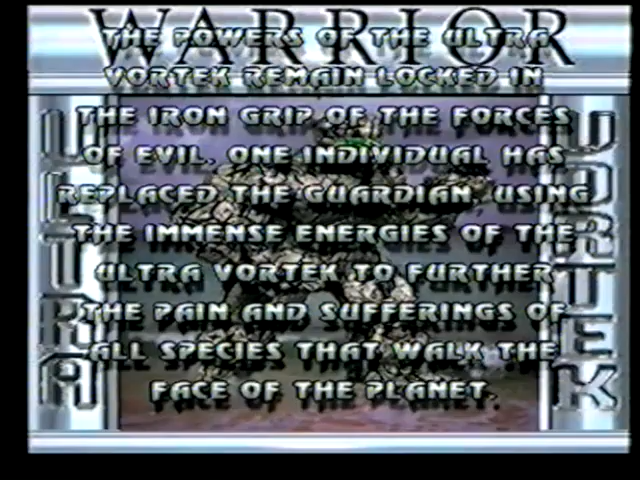 WARRIOR
THE POWERS OF THE ULTRA
VORTEK REMAIN LOCKED IN
THE IRON GRIP OF THE FORCES
OF EVIL. ONE INDIVIDUAL HAS
REPLACED THE GUARDIAN, USING
THE IMMENSE ENERGIES OF THE
ULTRA VORTEK TO FURTHER
THE PAIN AND SUFFERINGS OF
ALL SPECIES THAT WALK THE
FACE OF THE PLANET.
ULTRA
VORTEK